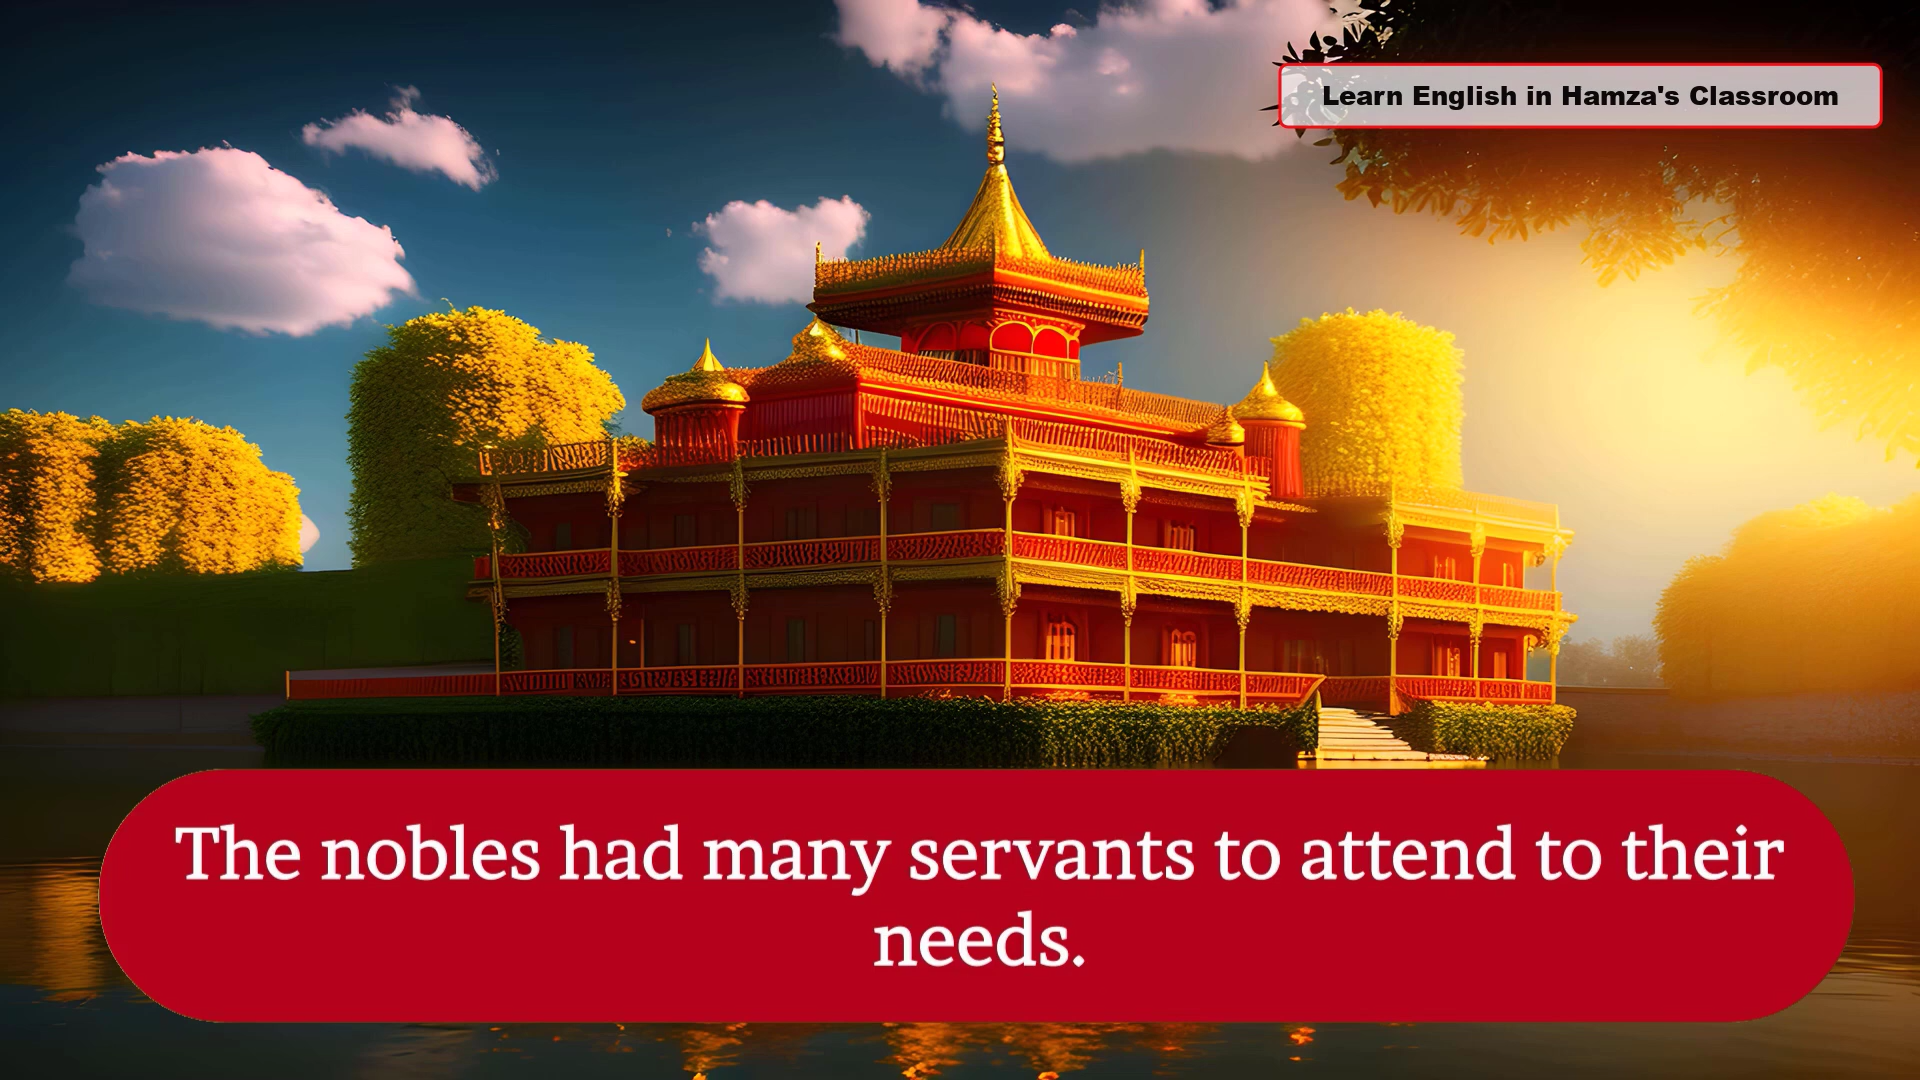 Learn English in Hamza's Classroom
The nobles had many servants to attend to their
needs.